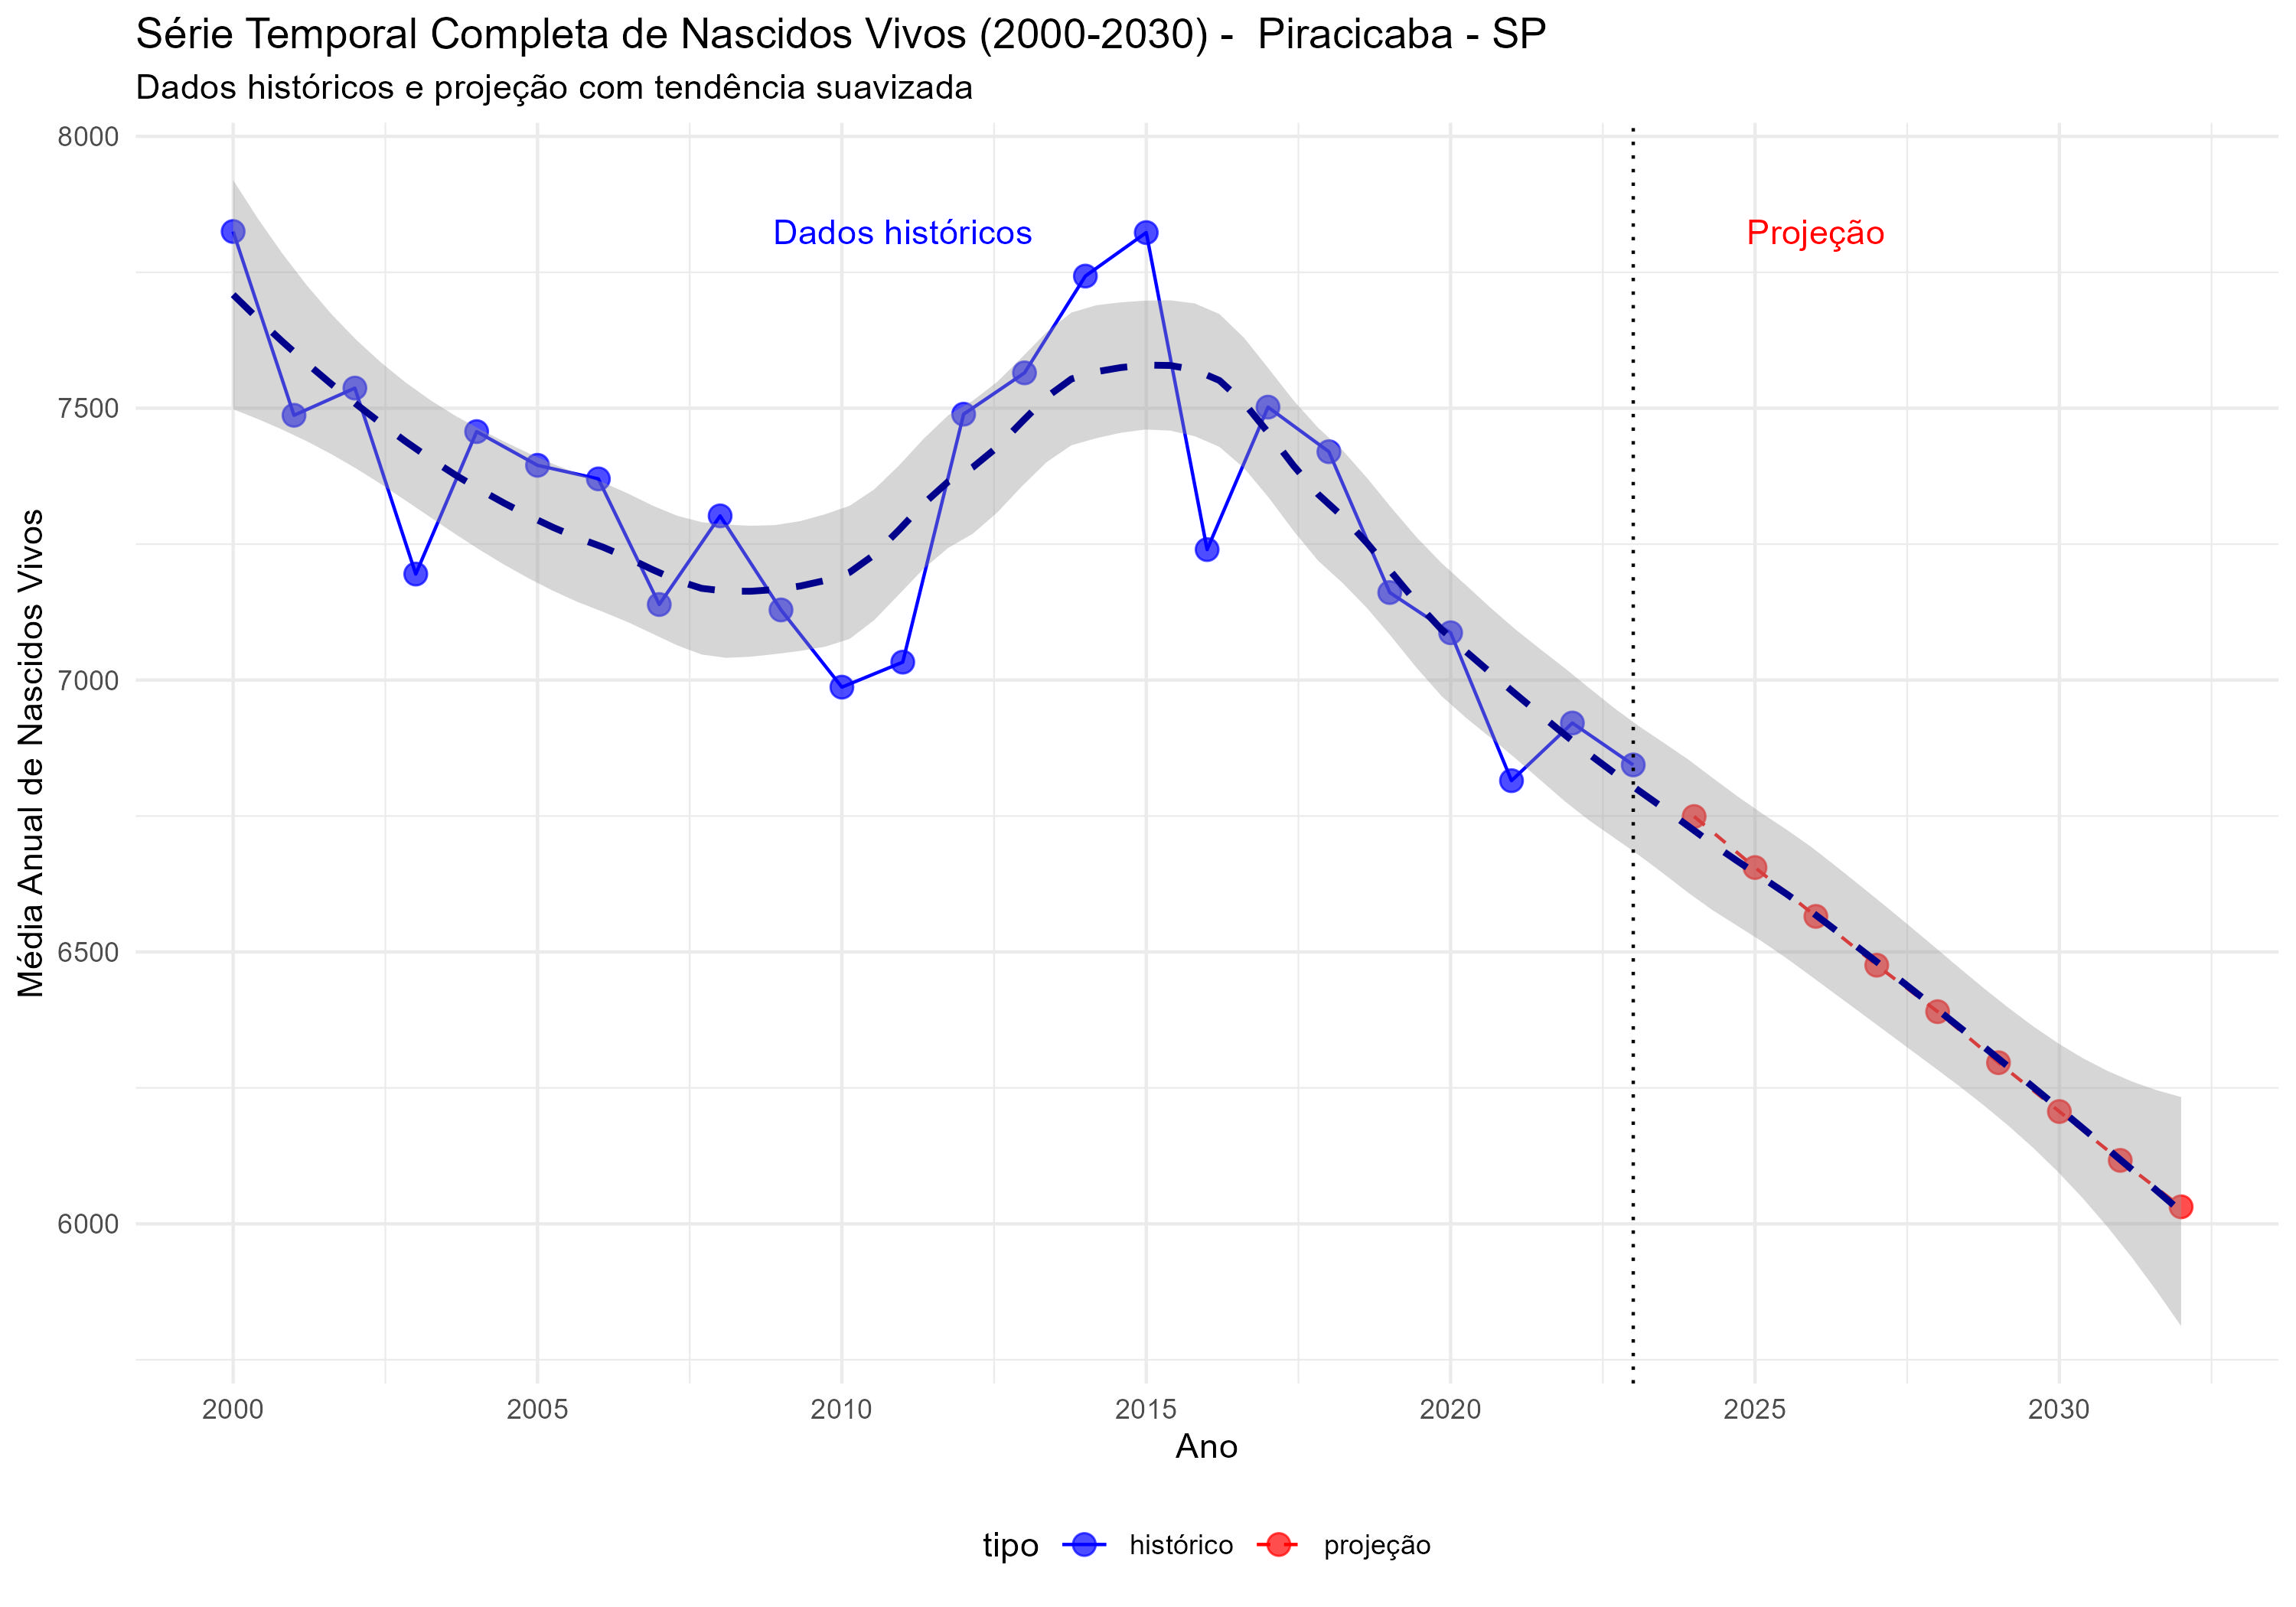 Série Temporal Completa de Nascidos Vivos (2000-2030) -  Piracicaba - SP
Dados históricos e projeção com tendência suavizada
Média Anual de Nascidos Vivos
8000
7500
7000
6500
6000
Dados históricos
Projeção
2000
2005
2010
2015
2020
2025
2030
Ano
tipo
histórico
projeção